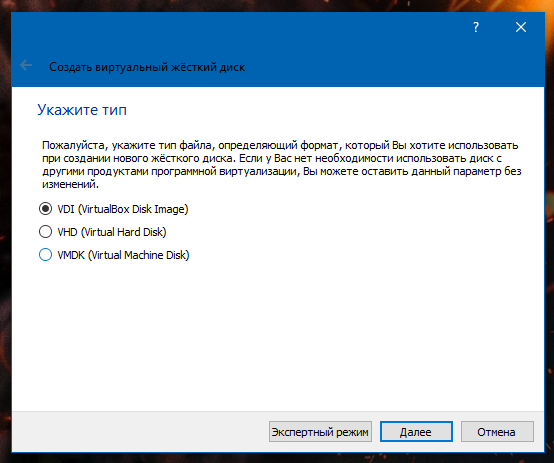 ?
Создать виртуальный жёсткий диск
Укажите тип
Пожалуйста, укажите тип файла, определяющий формат, который Вы хотите использовать
при создании нового жёсткого диска. Если у Вас нет необходимости использовать диск с
другими продуктами программной виртуализации, Вы можете оставить данный параметр без
изменений.
VDI (VirtualBox Disk Image)
VHD (Virtual Hard Disk)
VMDK (Virtual Machine Disk)
Экспертный режим
Далее
Отмена